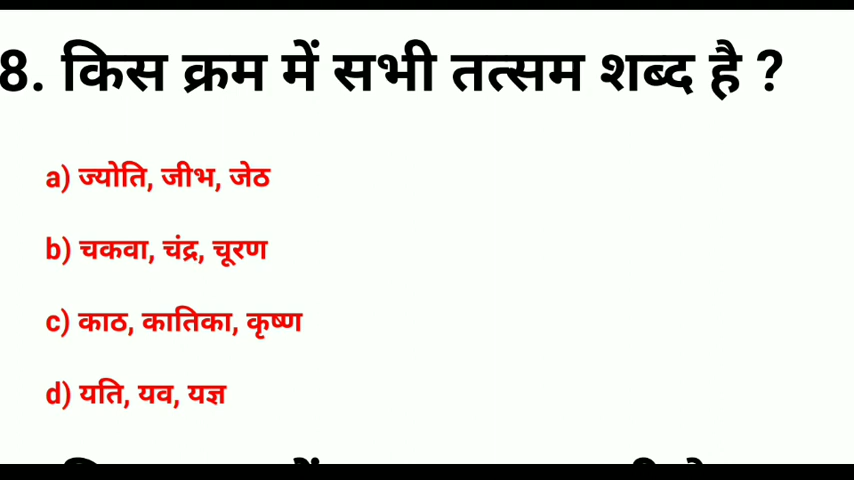 8. किस क्रम में सभी तत्सम शब्द है ?
a) ज्योति, जीभ, जेठ
b) चकवा, चंद्र, चूरण
c) काठ, कातिका, कृष्ण
d) यति, यव, यज्ञ